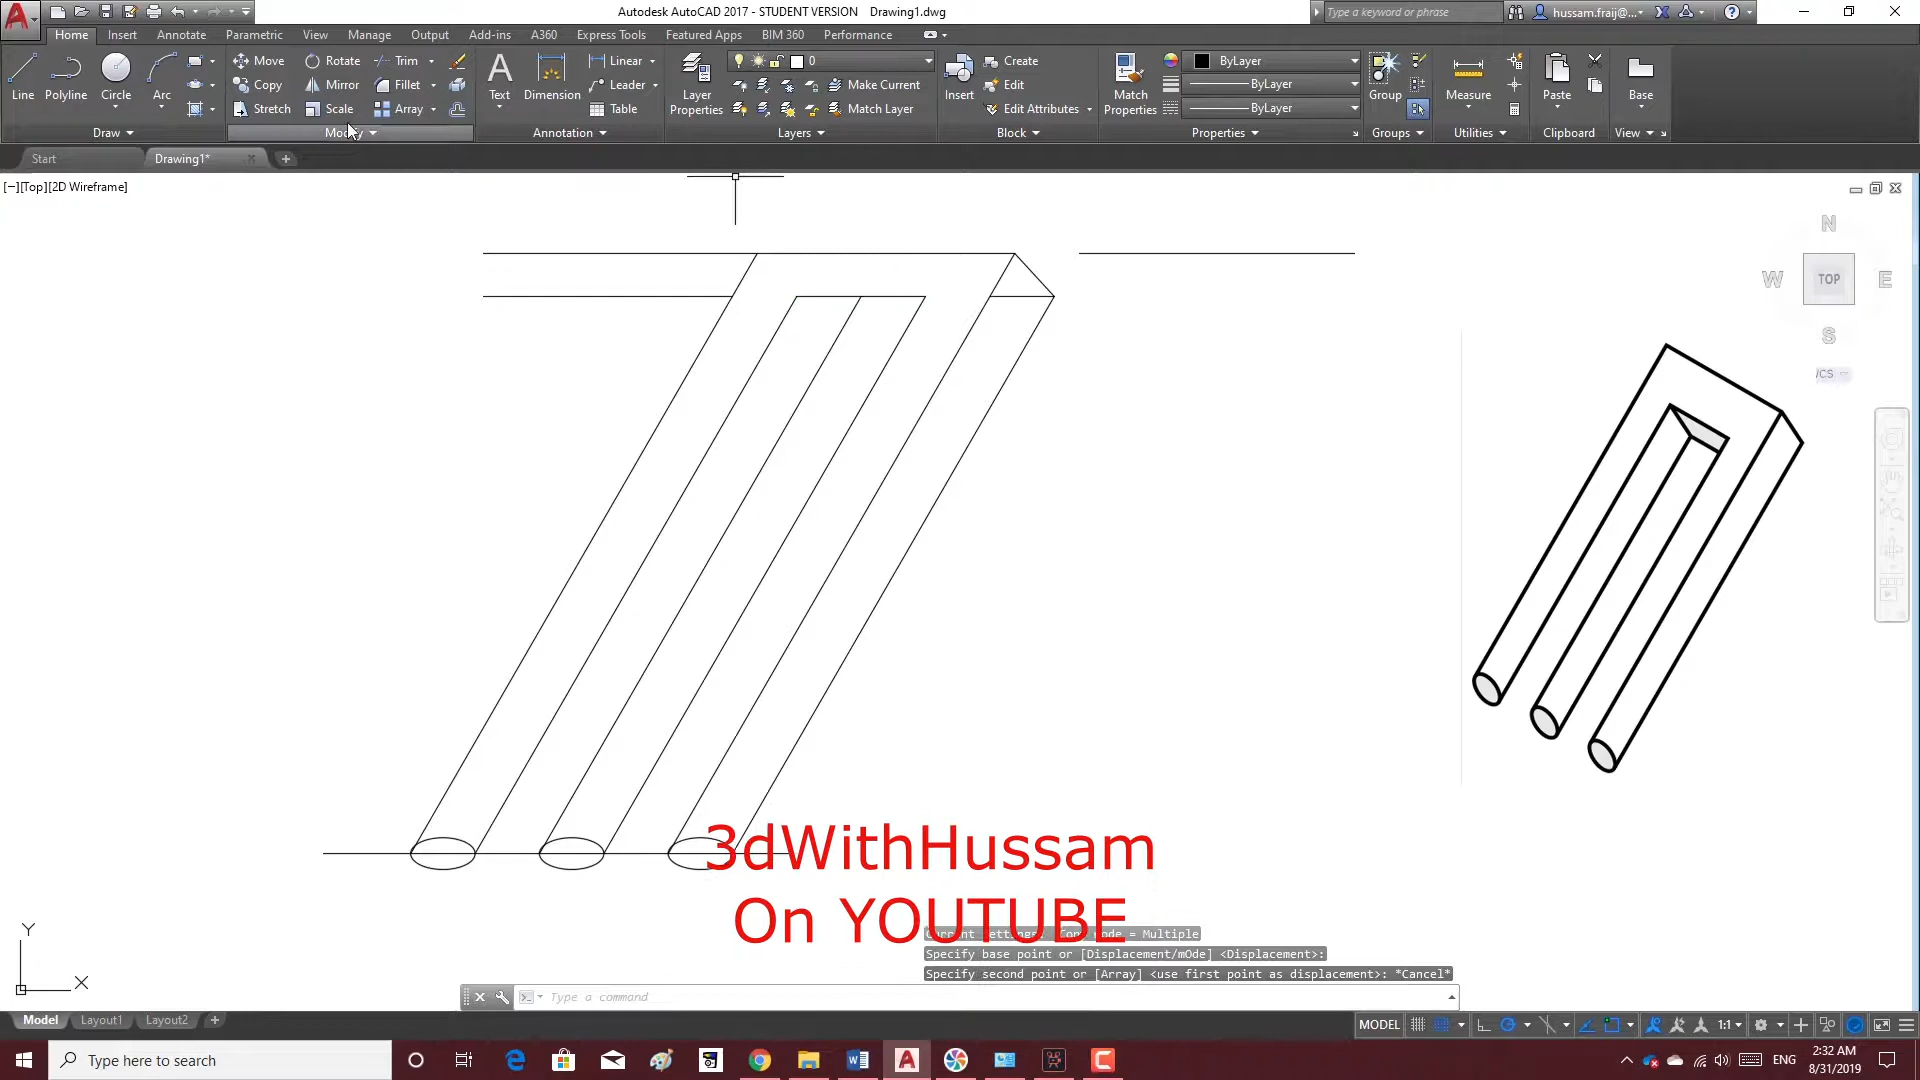 Autodesk AutoCAD 2017 - STUDENT VERSION Drawing1.dwg
Type a keyword or phrase
hussam.fraij@...
Home Insert Annotate Parametric View Manage Output Add-ins A360 Express Tools Featured Apps BIM 360 Performance
Line Polyline Circle Arc
Draw
Move Rotate Trim
Copy Mirror Fillet
Stretch Scale Array
Text Dimension
Linear
Leader
Table
Annotation
Layer Properties
0
Make Current
Match Layer
Layers
Insert
Create
Edit
Edit Attributes
Block
Match Properties
ByLayer
ByLayer
ByLayer
Properties
Group
Groups
Measure
Utilities
Paste
Clipboard
Base
View
Start Drawing1*
[−][Top][2D Wireframe]
N
W TOP E
S
3dWithHussam
On YOUTUBE
= Multiple
Specify base point or [Displacement/mOde] <Displacement>:
Specify second point or [Array] <use first point as displacement>: *Cancel*
Type a command
Y
X
Model Layout1 Layout2
MODEL
1:1
Type here to search
ENG
2:32 AM
8/31/2019